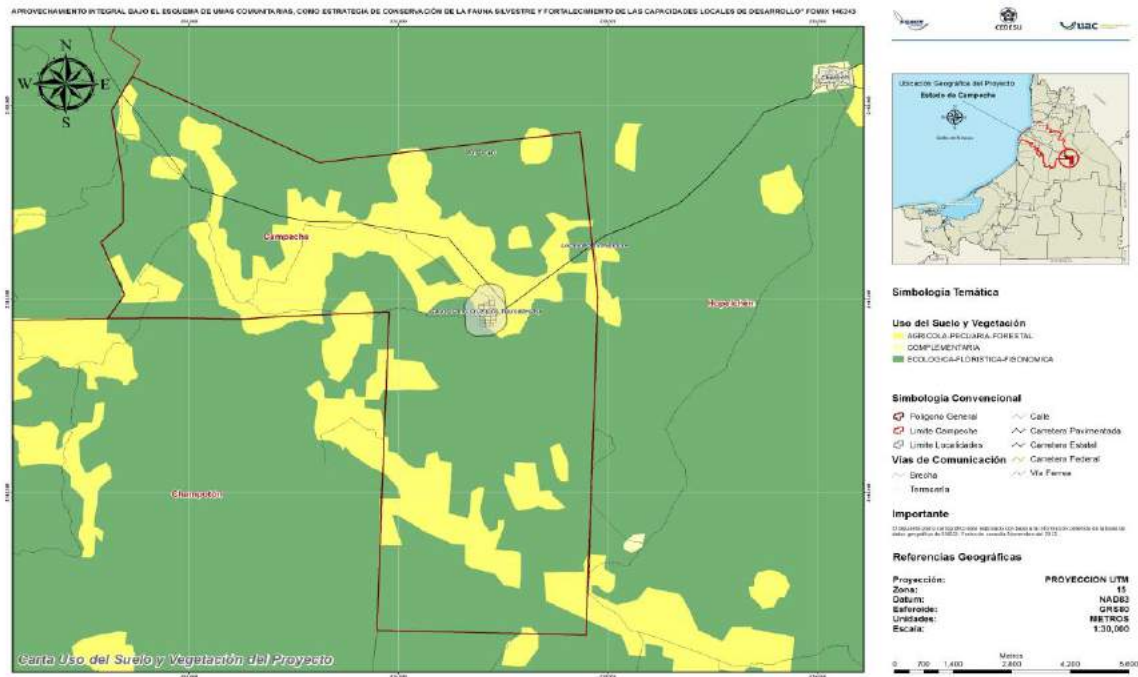 APROVECHAMIENTO INTEGRAL BAJO EL ESQUEMA DE UMAS COMUNITARIAS, COMO ESTRATEGIA DE CONSERVACIÓN DE LA FAUNA SILVESTRE Y FORTALECIMIENTO DE LAS CAPACIDADES LOCALES DE DESARROLLO" FOMIX 146243
N
W E
S
Campeche
Hopelchén
Champotón
Carta Uso del Suelo y Vegetación del Proyecto
CEDESU
uac
Ubicación Geográfica del Proyecto
Estado de Campeche
Simbología Temática
Uso del Suelo y Vegetación
AGRICOLA-PECUARIA-FORESTAL
COMPLEMENTARIA
ECOLOGICA-FLORISTICA-FISONOMICA
Simbología Convencional
Poligono General
Limite Campeche
Limite Localidades
Vías de Comunicación
Brecha
Terracería
Calle
Carretera Pavimentada
Carretera Estatal
Carretera Federal
Vía Ferrea
Importante
Referencias Geográficas
Proyección: PROYECCION UTM
Zona: 15
Datum: NAD83
Esferoide: GRS80
Unidades: METROS
Escala: 1:30,000
Metros
0 700 1,400 2,800 4,200 5,600